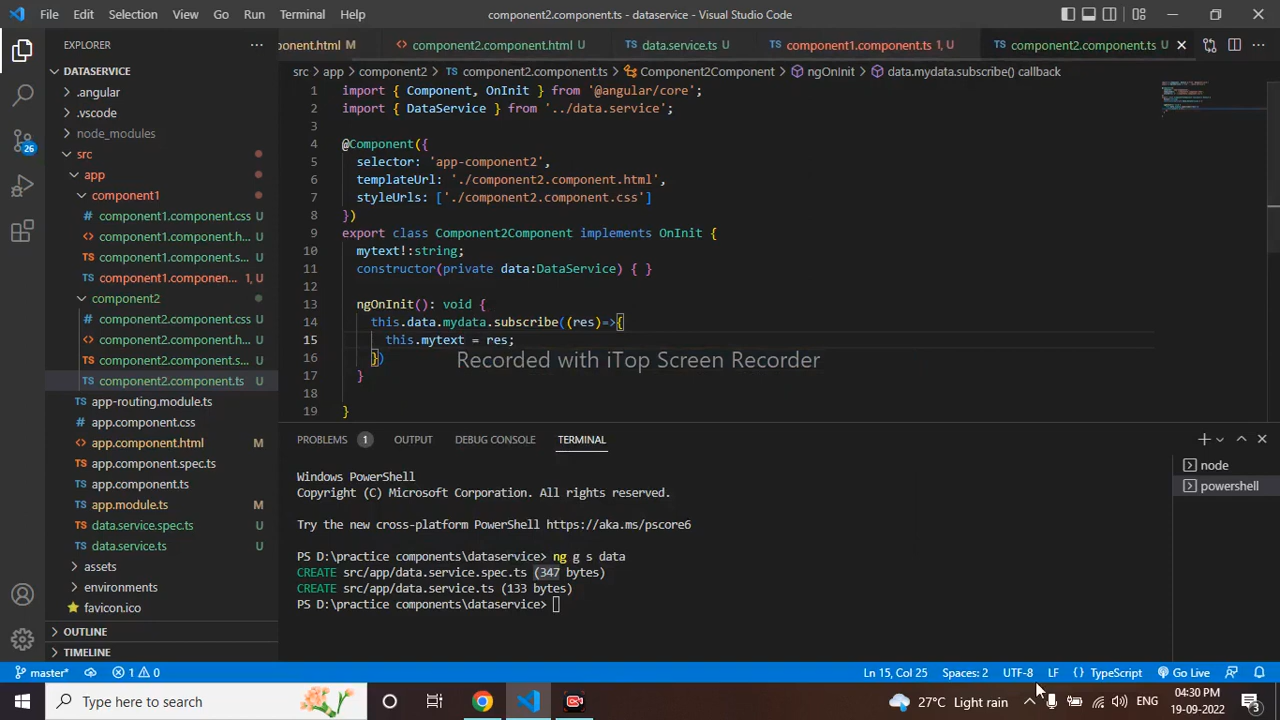 File Edit Selection View Go Run Terminal Help
component2.component.ts - dataservice - Visual Studio Code
EXPLORER
DATASERVICE
.angular
.vscode
node_modules
src
app
component1
component1.component.css U
component1.component.h... U
component1.component.s... U
component1.componen... 1, U
component2
component2.component.css U
component2.component.h... U
component2.component.s... U
component2.component.ts U
app-routing.module.ts
app.component.css
app.component.html M
app.component.spec.ts
app.component.ts
app.module.ts M
data.service.spec.ts U
data.service.ts U
assets
environments
favicon.ico
OUTLINE
TIMELINE
26
onent.html M
component2.component.html U
data.service.ts U
component1.component.ts 1, U
component2.component.ts U
src > app > component2 > component2.component.ts > Component2Component > ngOnInit > data.mydata.subscribe() callback
1 import { Component, OnInit } from '@angular/core';
2 import { DataService } from '../data.service';
3
4 @Component({
5 selector: 'app-component2',
6 templateUrl: './component2.component.html',
7 styleUrls: ['./component2.component.css']
8 })
9 export class Component2Component implements OnInit {
10 mytext!:string;
11 constructor(private data:DataService) { }
12
13 ngOnInit(): void {
14 this.data.mydata.subscribe((res)=>{
15 this.mytext = res;
16 })
17 }
18
19 }
Recorded with iTop Screen Recorder
PROBLEMS 1 OUTPUT DEBUG CONSOLE TERMINAL
Windows PowerShell
Copyright (C) Microsoft Corporation. All rights reserved.
Try the new cross-platform PowerShell https://aka.ms/pscore6
PS D:\practice components\dataservice> ng g s data
CREATE src/app/data.service.spec.ts (347 bytes)
CREATE src/app/data.service.ts (133 bytes)
PS D:\practice components\dataservice>
node
powershell
master* 1 0
Ln 15, Col 25 Spaces: 2 UTF-8 LF { } TypeScript Go Live
Type here to search
27°C Light rain
ENG
04:30 PM
19-09-2022
3